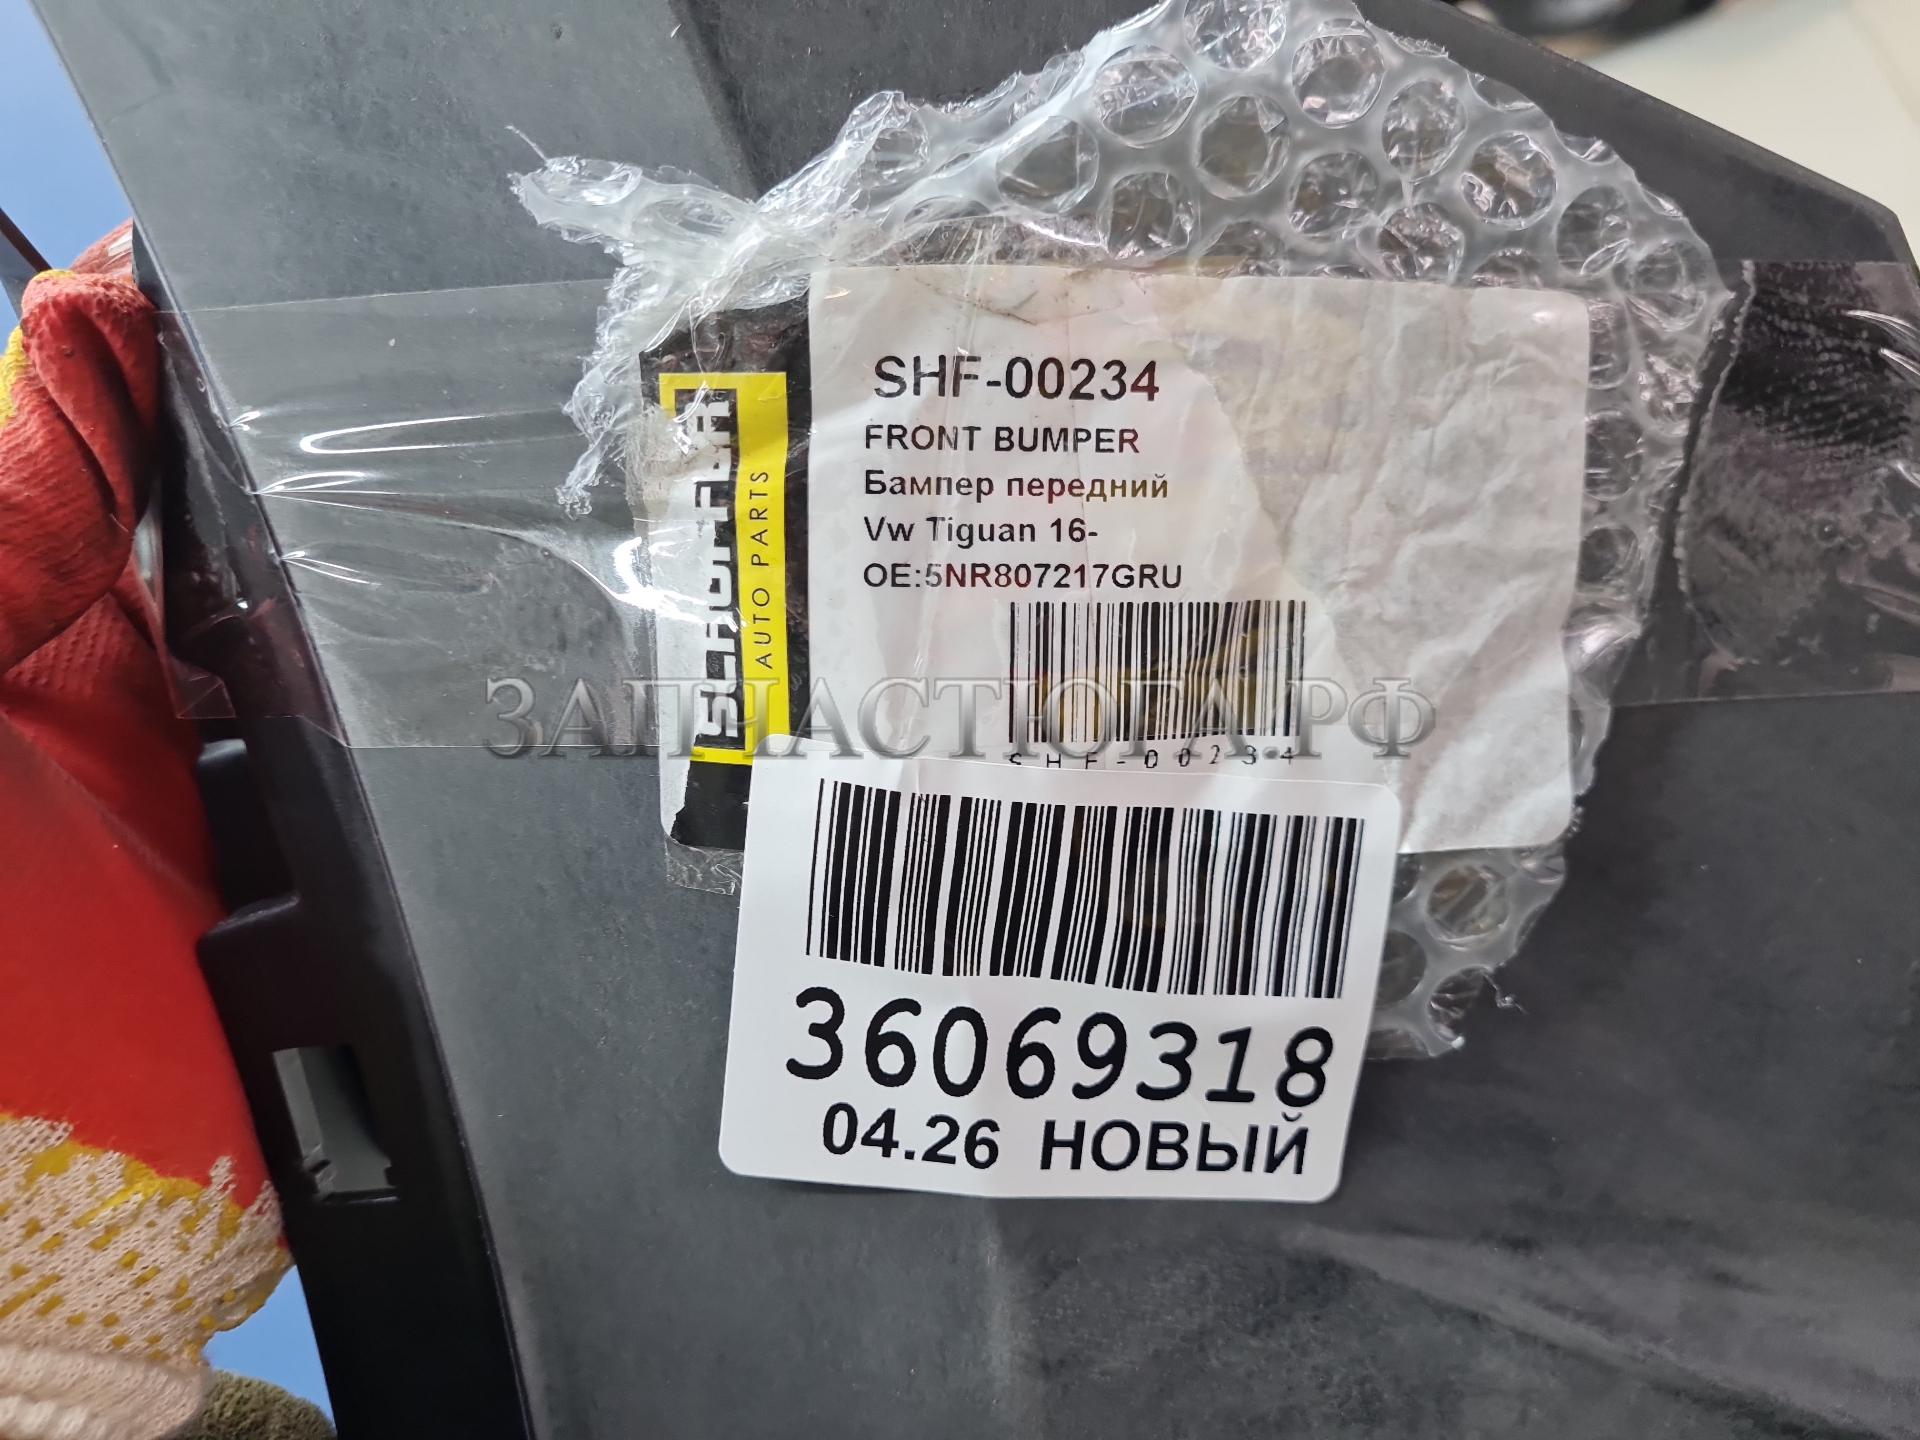 SHF-00234
FRONT BUMPER
Бампер передний
Vw Tiguan 16-
OE:5NR807217GRU
AUTO PARTS
SHF-00234
ЗАПЧАСТЮГА.РФ
36069318
04.26 НОВЫЙ